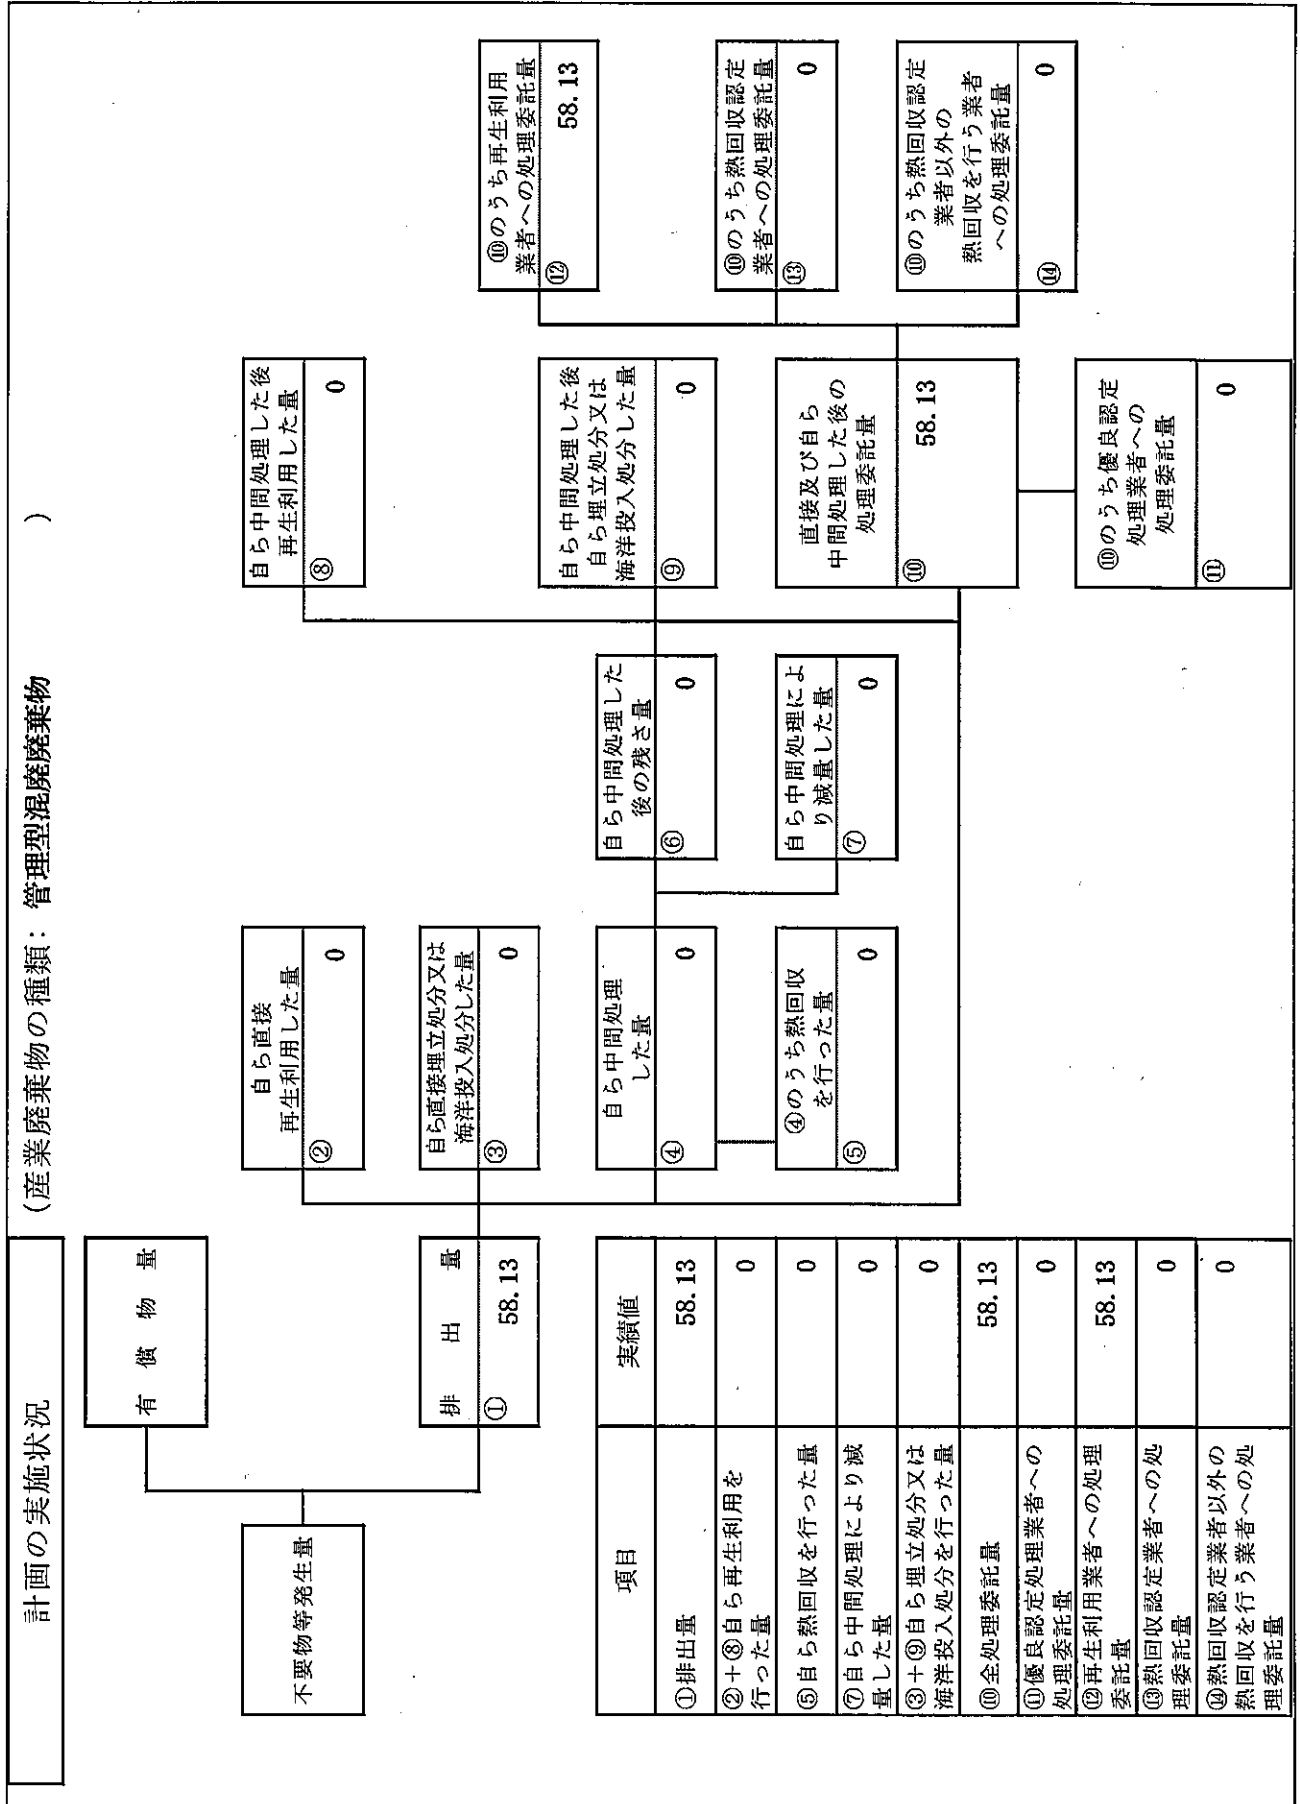 計画の実施状況
（産業廃棄物の種類：管理型混廃廃棄物　）
有償物量
不要物等発生量
排出量
① 58.13
自ら直接
再生利用した量
② 0
自ら直接埋立処分又は
海洋投入処分した量
③ 0
自ら中間処理
した量
④ 0
④のうち熱回収
を行った量
⑤ 0
自ら中間処理した
後の残さ量
⑥ 0
自ら中間処理によ
り減量した量
⑦ 0
自ら中間処理した後
再生利用した量
⑧ 0
自ら中間処理した後
自ら埋立処分又は
海洋投入処分した量
⑨ 0
直接及び自ら
中間処理した後の
処理委託量
⑩ 58.13
⑩のうち優良認定
処理業者への
処理委託量
⑪ 0
⑩のうち再生利用
業者への処理委託量
⑫ 58.13
⑩のうち熱回収認定
業者への処理委託量
⑬ 0
⑩のうち熱回収認定
業者以外の
熱回収を行う業者
への処理委託量
⑭ 0
項目 実績値
①排出量 58.13
②+⑧自ら再生利用を
行った量 0
⑤自ら熱回収を行った量 0
⑦自ら中間処理により減
量した量 0
③+⑨自ら埋立処分又は
海洋投入処分を行った量 0
⑩全処理委託量 58.13
⑪優良認定処理業者への
処理委託量 0
⑫再生利用業者への処理
委託量 58.13
⑬熱回収認定業者への処
理委託量 0
⑭熱回収認定業者以外の
熱回収を行う業者への処
理委託量 0